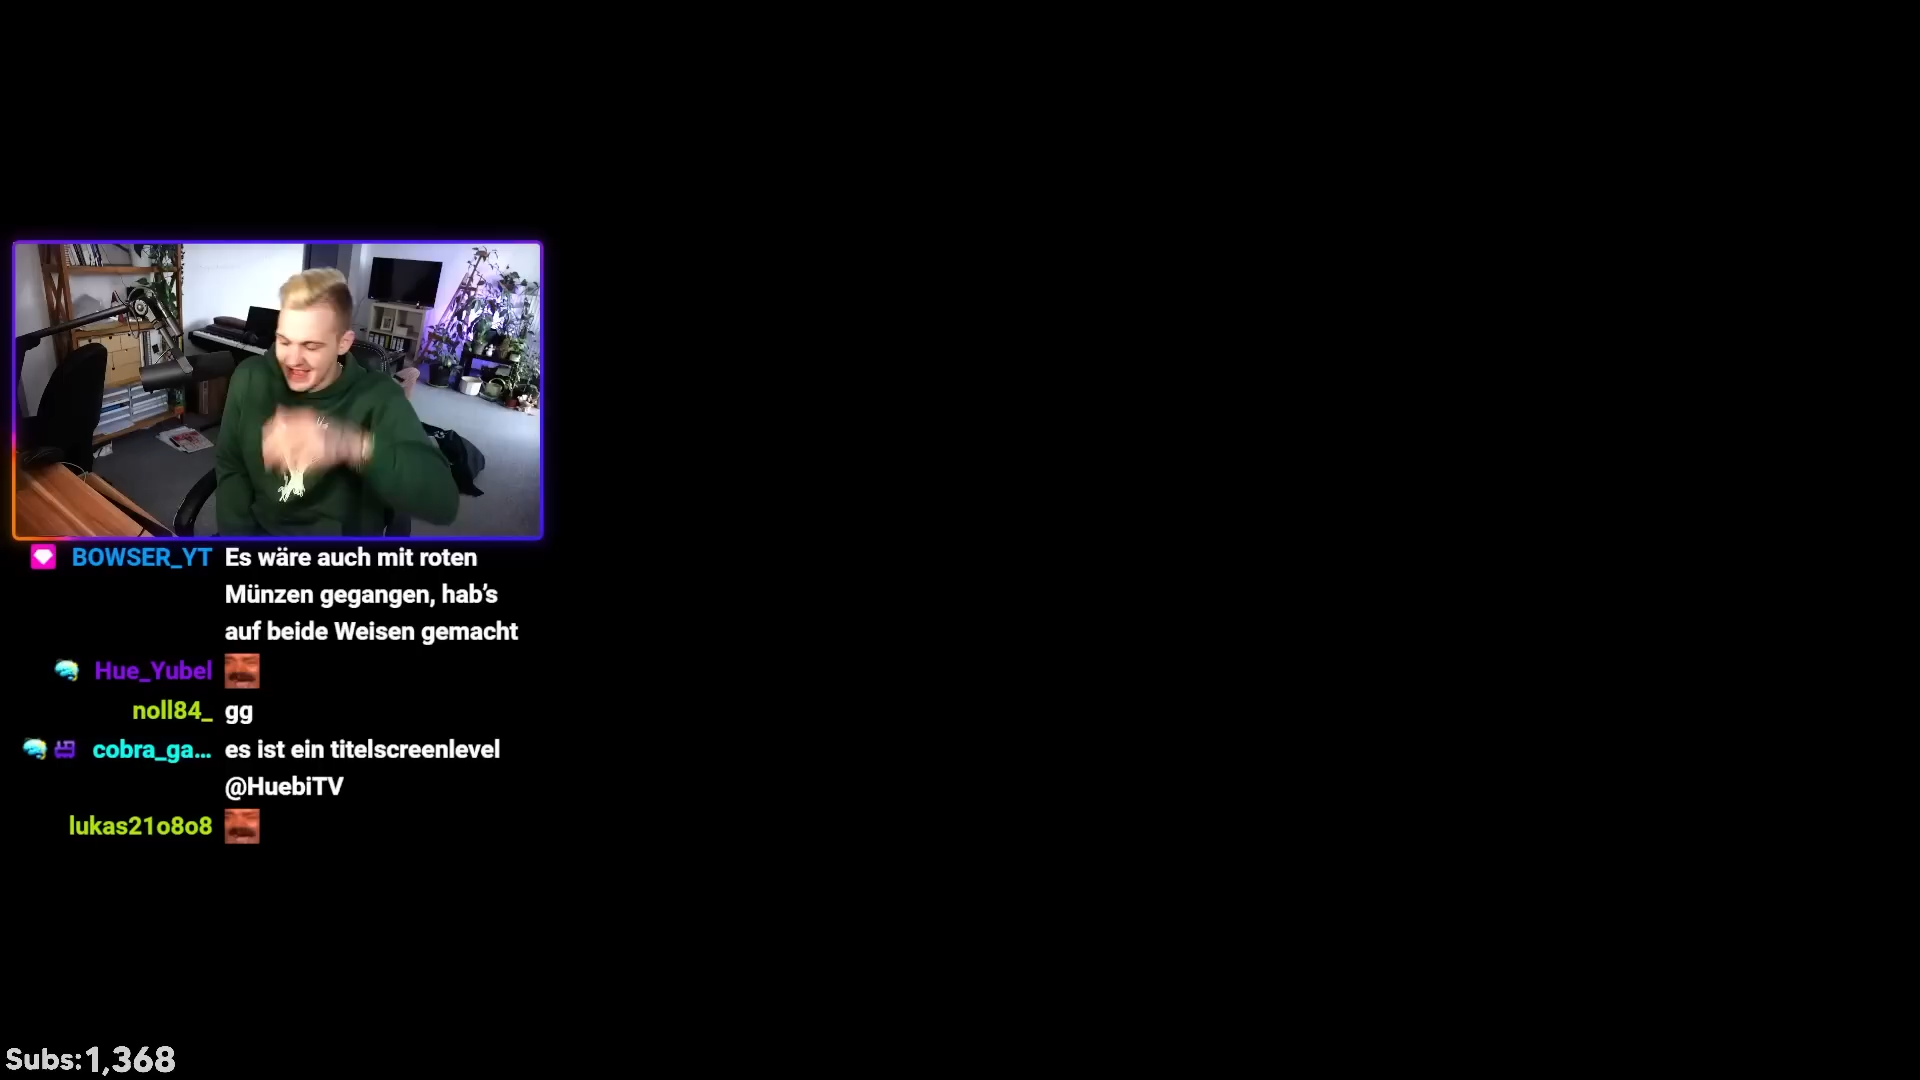 BOWSER_YT Es wäre auch mit roten
Münzen gegangen, hab's
auf beide Weisen gemacht
Hue_Yubel
noll84_ gg
cobra_ga... es ist ein titelscreenlevel
@HuebiTV
lukas21o8o8
Subs:1,368